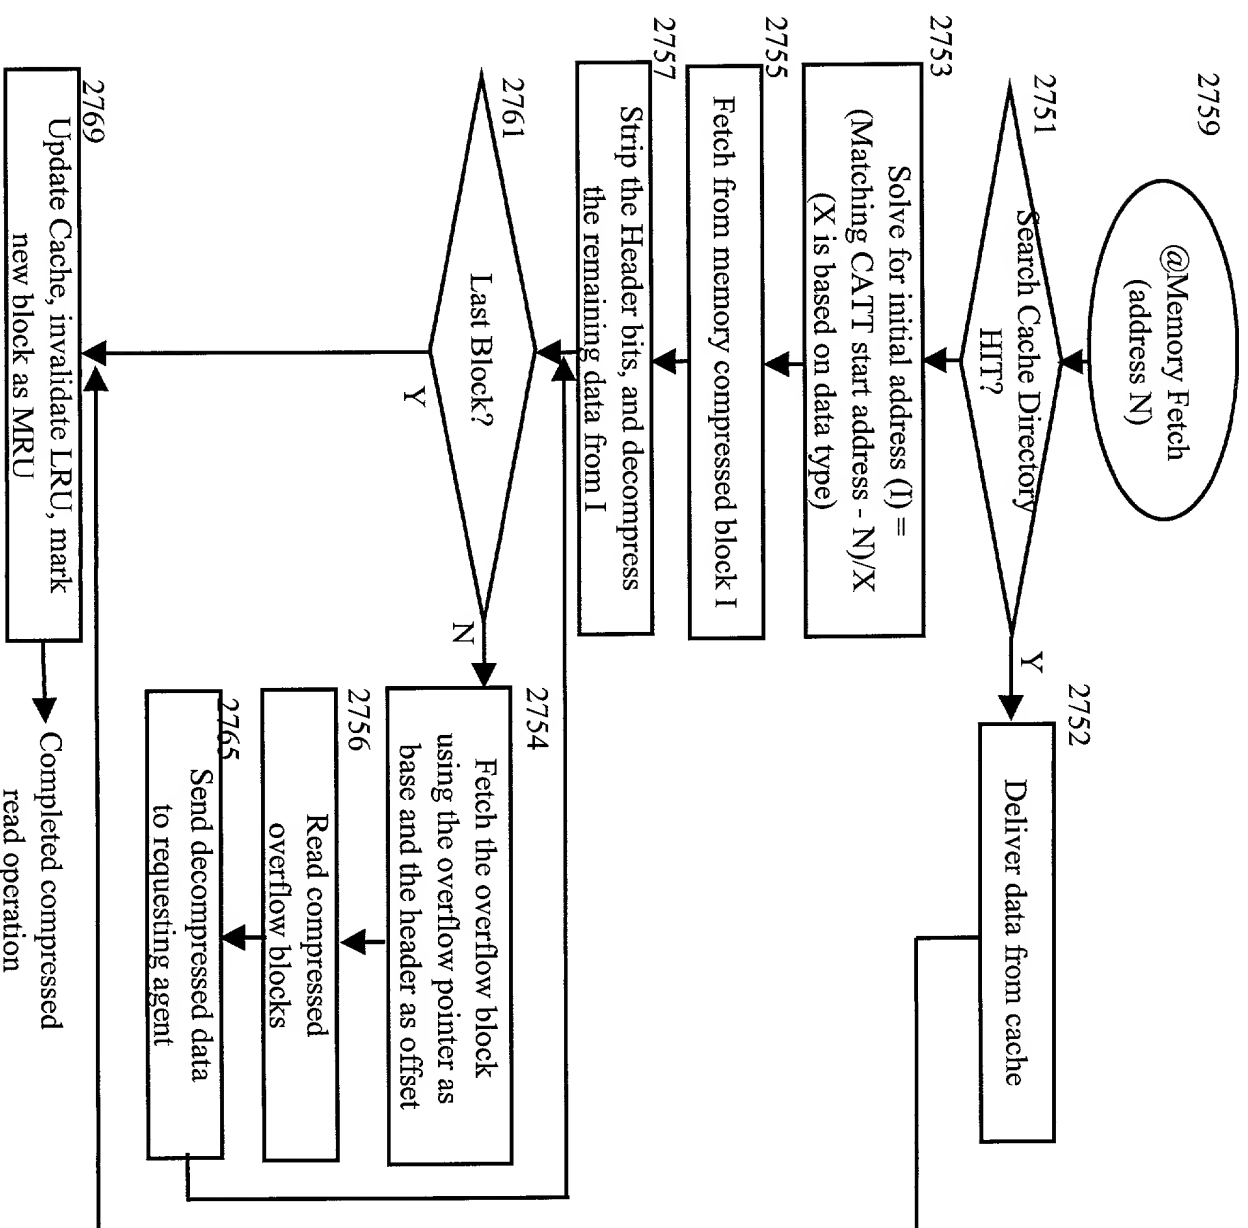 2759
@Memory Fetch
(address N)
2751
Search Cache Directory
HIT?
Y
2752
Deliver data from cache
2753
Solve for initial address (I) =
(Matching CATT start address - N)/X
(X is based on data type)
2755
Fetch from memory compressed block I
2757
Strip the Header bits, and decompress
the remaining data from I
2761
Last Block?
N
Y
2754
Fetch the overflow block
using the overflow pointer as
base and the header as offset
2756
Read compressed
overflow blocks
2765
Send decompressed data
to requesting agent
2769
Update Cache, invalidate LRU, mark
new block as MRU
Completed compressed
read operation